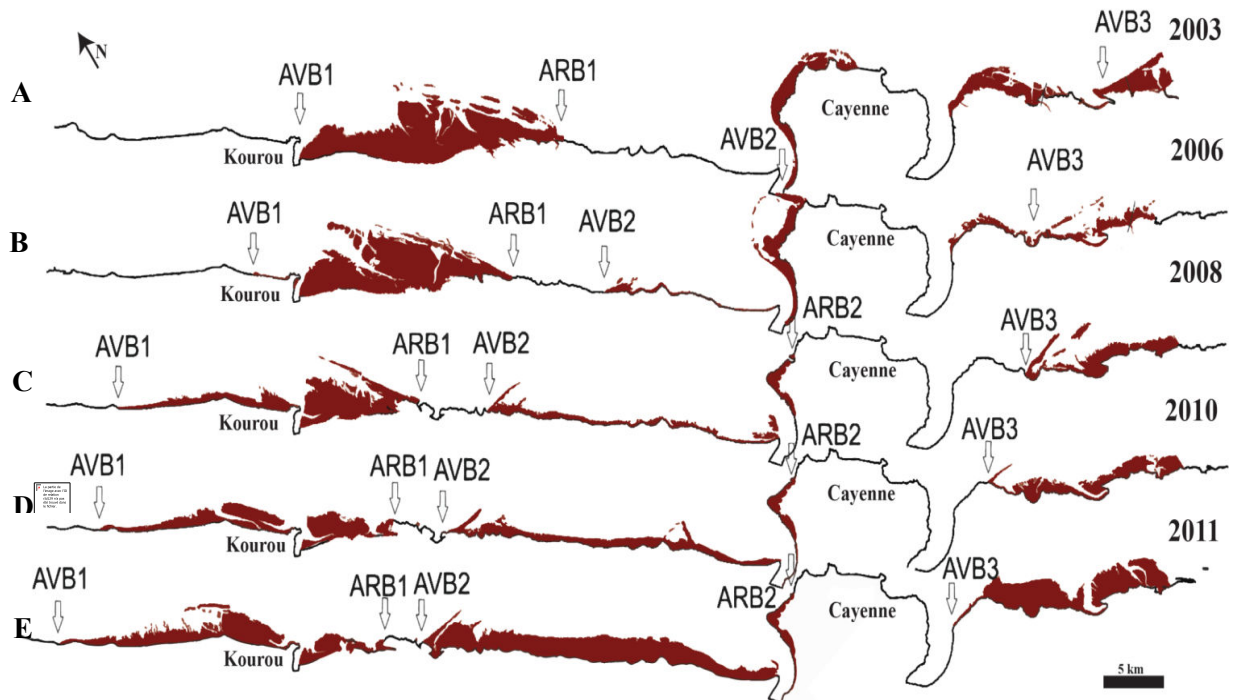 2003
AVB3
N
AVB1
ARB1
A
Cayenne
Kourou
AVB2
2006
AVB3
AVB1
ARB1
AVB2
B
Cayenne
Kourou
2008
ARB2
AVB3
AVB1
ARB1
AVB2
C
Cayenne
Kourou
2010
ARB2
AVB3
AVB1
ARB1
AVB2
D
Cayenne
Kourou
2011
AVB3
AVB1
ARB1
AVB2
ARB2
E
Cayenne
Kourou
5 km